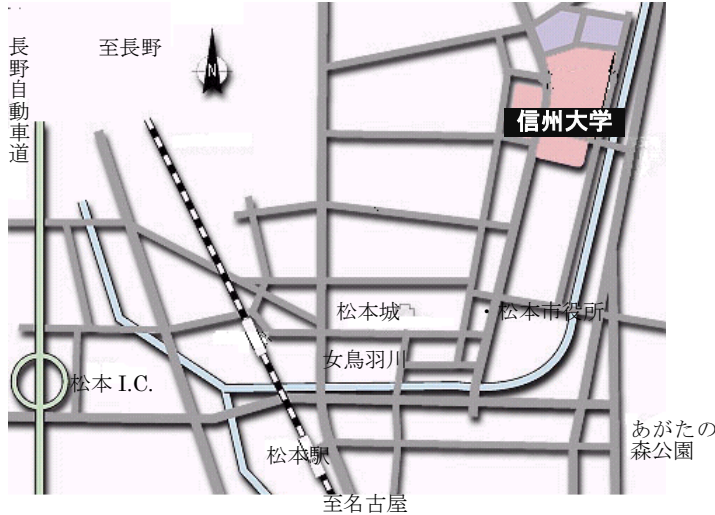 長野自動車道
至長野
N
信州大学
松本城
・松本市役所
女鳥羽川
松本 I.C.
あがたの
森公園
松本駅
至名古屋